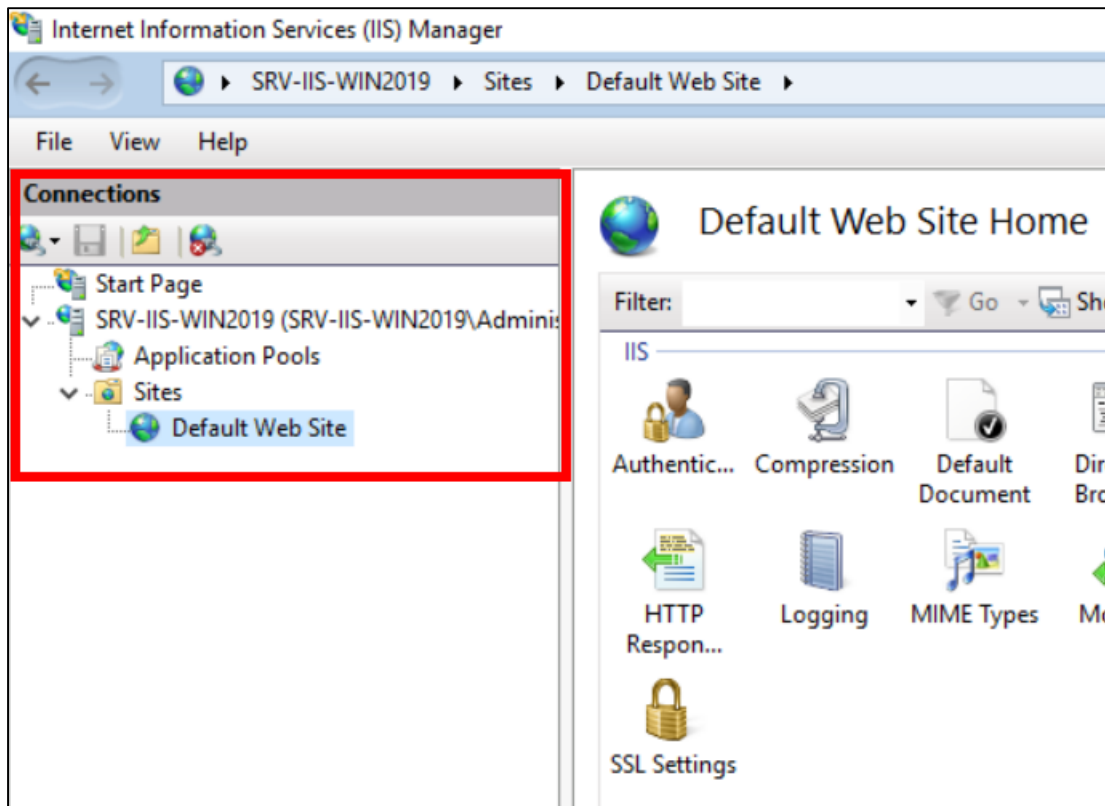 Internet Information Services (IIS) Manager
SRV-IIS-WIN2019 Sites Default Web Site
File View Help
Connections
Start Page
SRV-IIS-WIN2019 (SRV-IIS-WIN2019\Adminis
Application Pools
Sites
Default Web Site
Default Web Site Home
Filter: Go Sh
IIS
Authentic... Compression Default Document
HTTP Respon... Logging MIME Types
SSL Settings